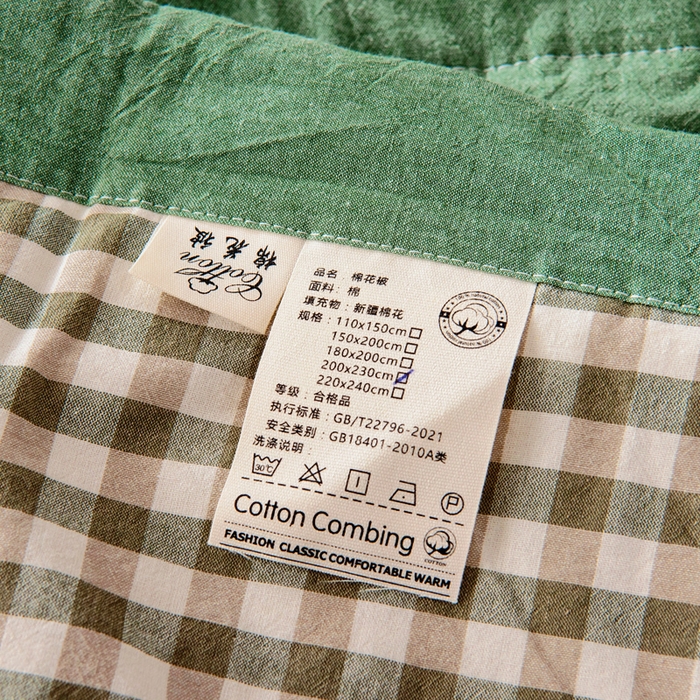 Cotton
棉花被
品名：棉花被
面料：棉
填充物：新疆棉花
规格：110x150cm
150x200cm
180x200cm
200x230cm
220x240cm
等级：合格品
执行标准：GB/T22796-2021
安全类别：GB18401-2010A类
洗涤说明：
30℃
P
Cotton Combing
COTTON
FASHION CLASSIC COMFORTABLE WARM